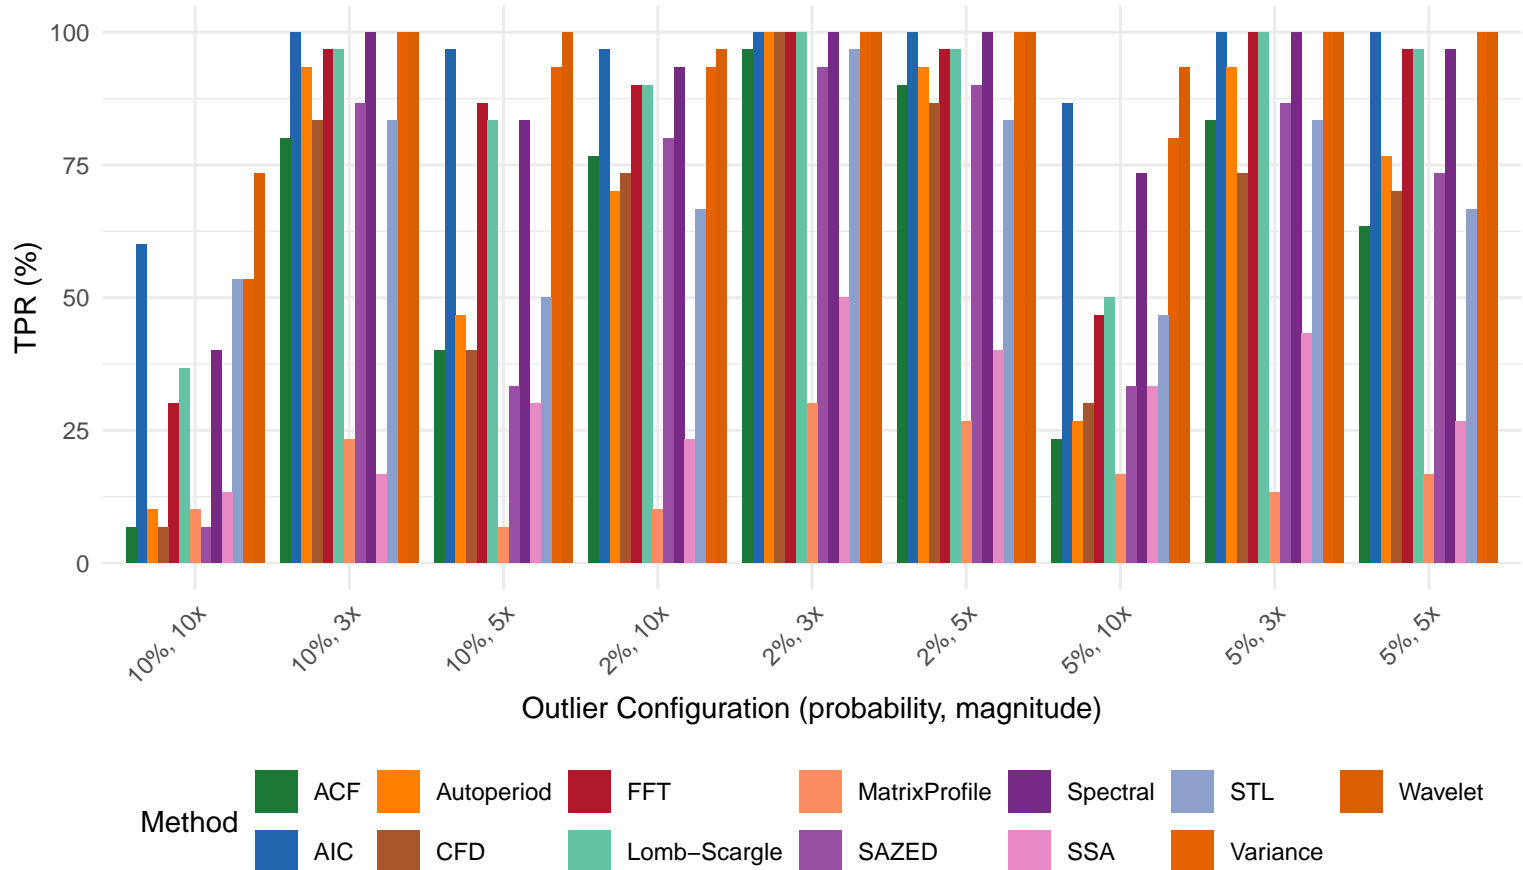 100
75
50
25
0
TPR (%)
10%, 10x
10%, 3x
10%, 5x
2%, 10x
2%, 3x
2%, 5x
5%, 10x
5%, 3x
5%, 5x
Outlier Configuration (probability, magnitude)
Method
ACF
Autoperiod
FFT
MatrixProfile
Spectral
STL
Wavelet
AIC
CFD
Lomb−Scargle
SAZED
SSA
Variance